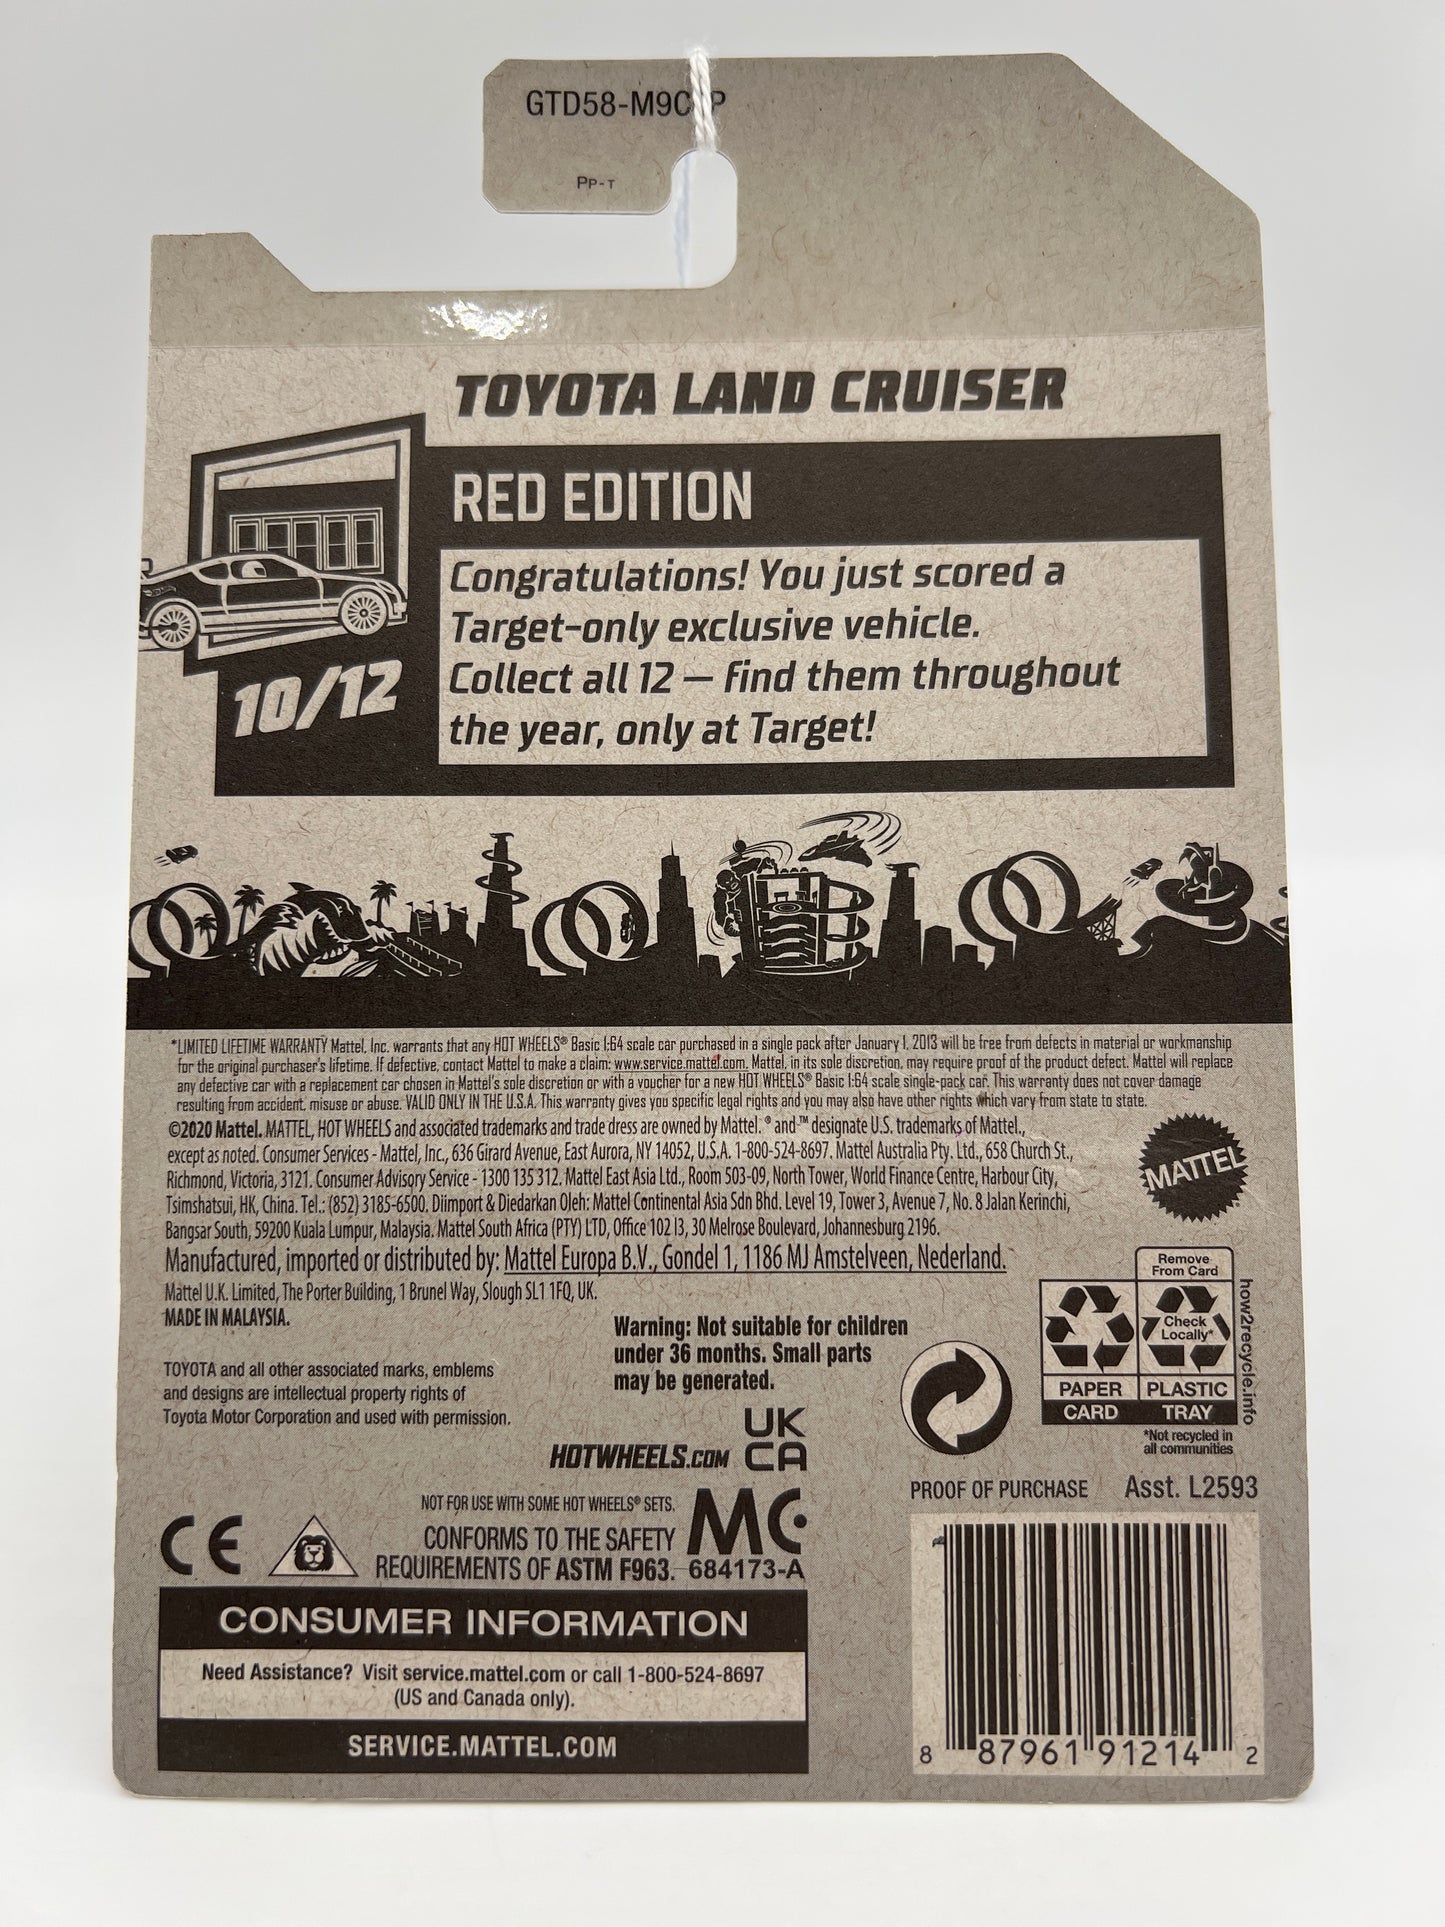 GTD58-M9C
PP-T
TOYOTA LAND CRUISER
RED EDITION
Congratulations! You just scored a
Target-only exclusive vehicle.
Collect all 12 — find them throughout
the year, only at Target!
10/12
*LIMITED LIFETIME WARRANTY Mattel, Inc. warrants that any HOT WHEELS® Basic 1:64 scale car purchased in a single pack after January 1, 2013 will be free from defects in material or workmanship
for the original purchaser's lifetime. If defective, contact Mattel to make a claim: www.service.mattel.com. Mattel, in its sole discretion, may require proof of the product defect. Mattel will replace
any defective car with a replacement car chosen in Mattel's sole discretion or with a voucher for a new HOT WHEELS® Basic 1:64 scale single-pack car. This warranty does not cover damage
resulting from accident, misuse or abuse. VALID ONLY IN THE U.S.A. This warranty gives you specific legal rights and you may also have other rights which vary from state to state.
©2020 Mattel. MATTEL, HOT WHEELS and associated trademarks and trade dress are owned by Mattel. ® and ™ designate U.S. trademarks of Mattel.,
except as noted. Consumer Services - Mattel, Inc., 636 Girard Avenue, East Aurora, NY 14052, U.S.A. 1-800-524-8697. Mattel Australia Pty. Ltd., 658 Church St.,
Richmond, Victoria, 3121. Consumer Advisory Service - 1300 135 312. Mattel East Asia Ltd., Room 503-09, North Tower, World Finance Centre, Harbour City,
Tsimshatsui, HK, China. Tel.: (852) 3185-6500. Diimport & Diedarkan Oleh: Mattel Continental Asia Sdn Bhd. Level 19, Tower 3, Avenue 7, No. 8 Jalan Kerinchi,
Bangsar South, 59200 Kuala Lumpur, Malaysia. Mattel South Africa (PTY) LTD, Office 102 I3, 30 Melrose Boulevard, Johannesburg 2196.
Manufactured, imported or distributed by: Mattel Europa B.V., Gondel 1, 1186 MJ Amstelveen, Nederland.
Mattel U.K. Limited, The Porter Building, 1 Brunel Way, Slough SL1 1FQ, UK.
MADE IN MALAYSIA.
MATTEL
TOYOTA and all other associated marks, emblems
and designs are intellectual property rights of
Toyota Motor Corporation and used with permission.
Warning: Not suitable for children
under 36 months. Small parts
may be generated.
Remove
From Card
Check
Locally*
PAPER
PLASTIC
CARD
TRAY
how2recycle.info
*Not recycled in
all communities
HOTWHEELS.COM
UK
CA
NOT FOR USE WITH SOME HOT WHEELS® SETS.
CONFORMS TO THE SAFETY
REQUIREMENTS OF ASTM F963.
MC
684173-A
CE
PROOF OF PURCHASE Asst. L2593
CONSUMER INFORMATION
Need Assistance? Visit service.mattel.com or call 1-800-524-8697
(US and Canada only).
SERVICE.MATTEL.COM
8 87961 91214 2